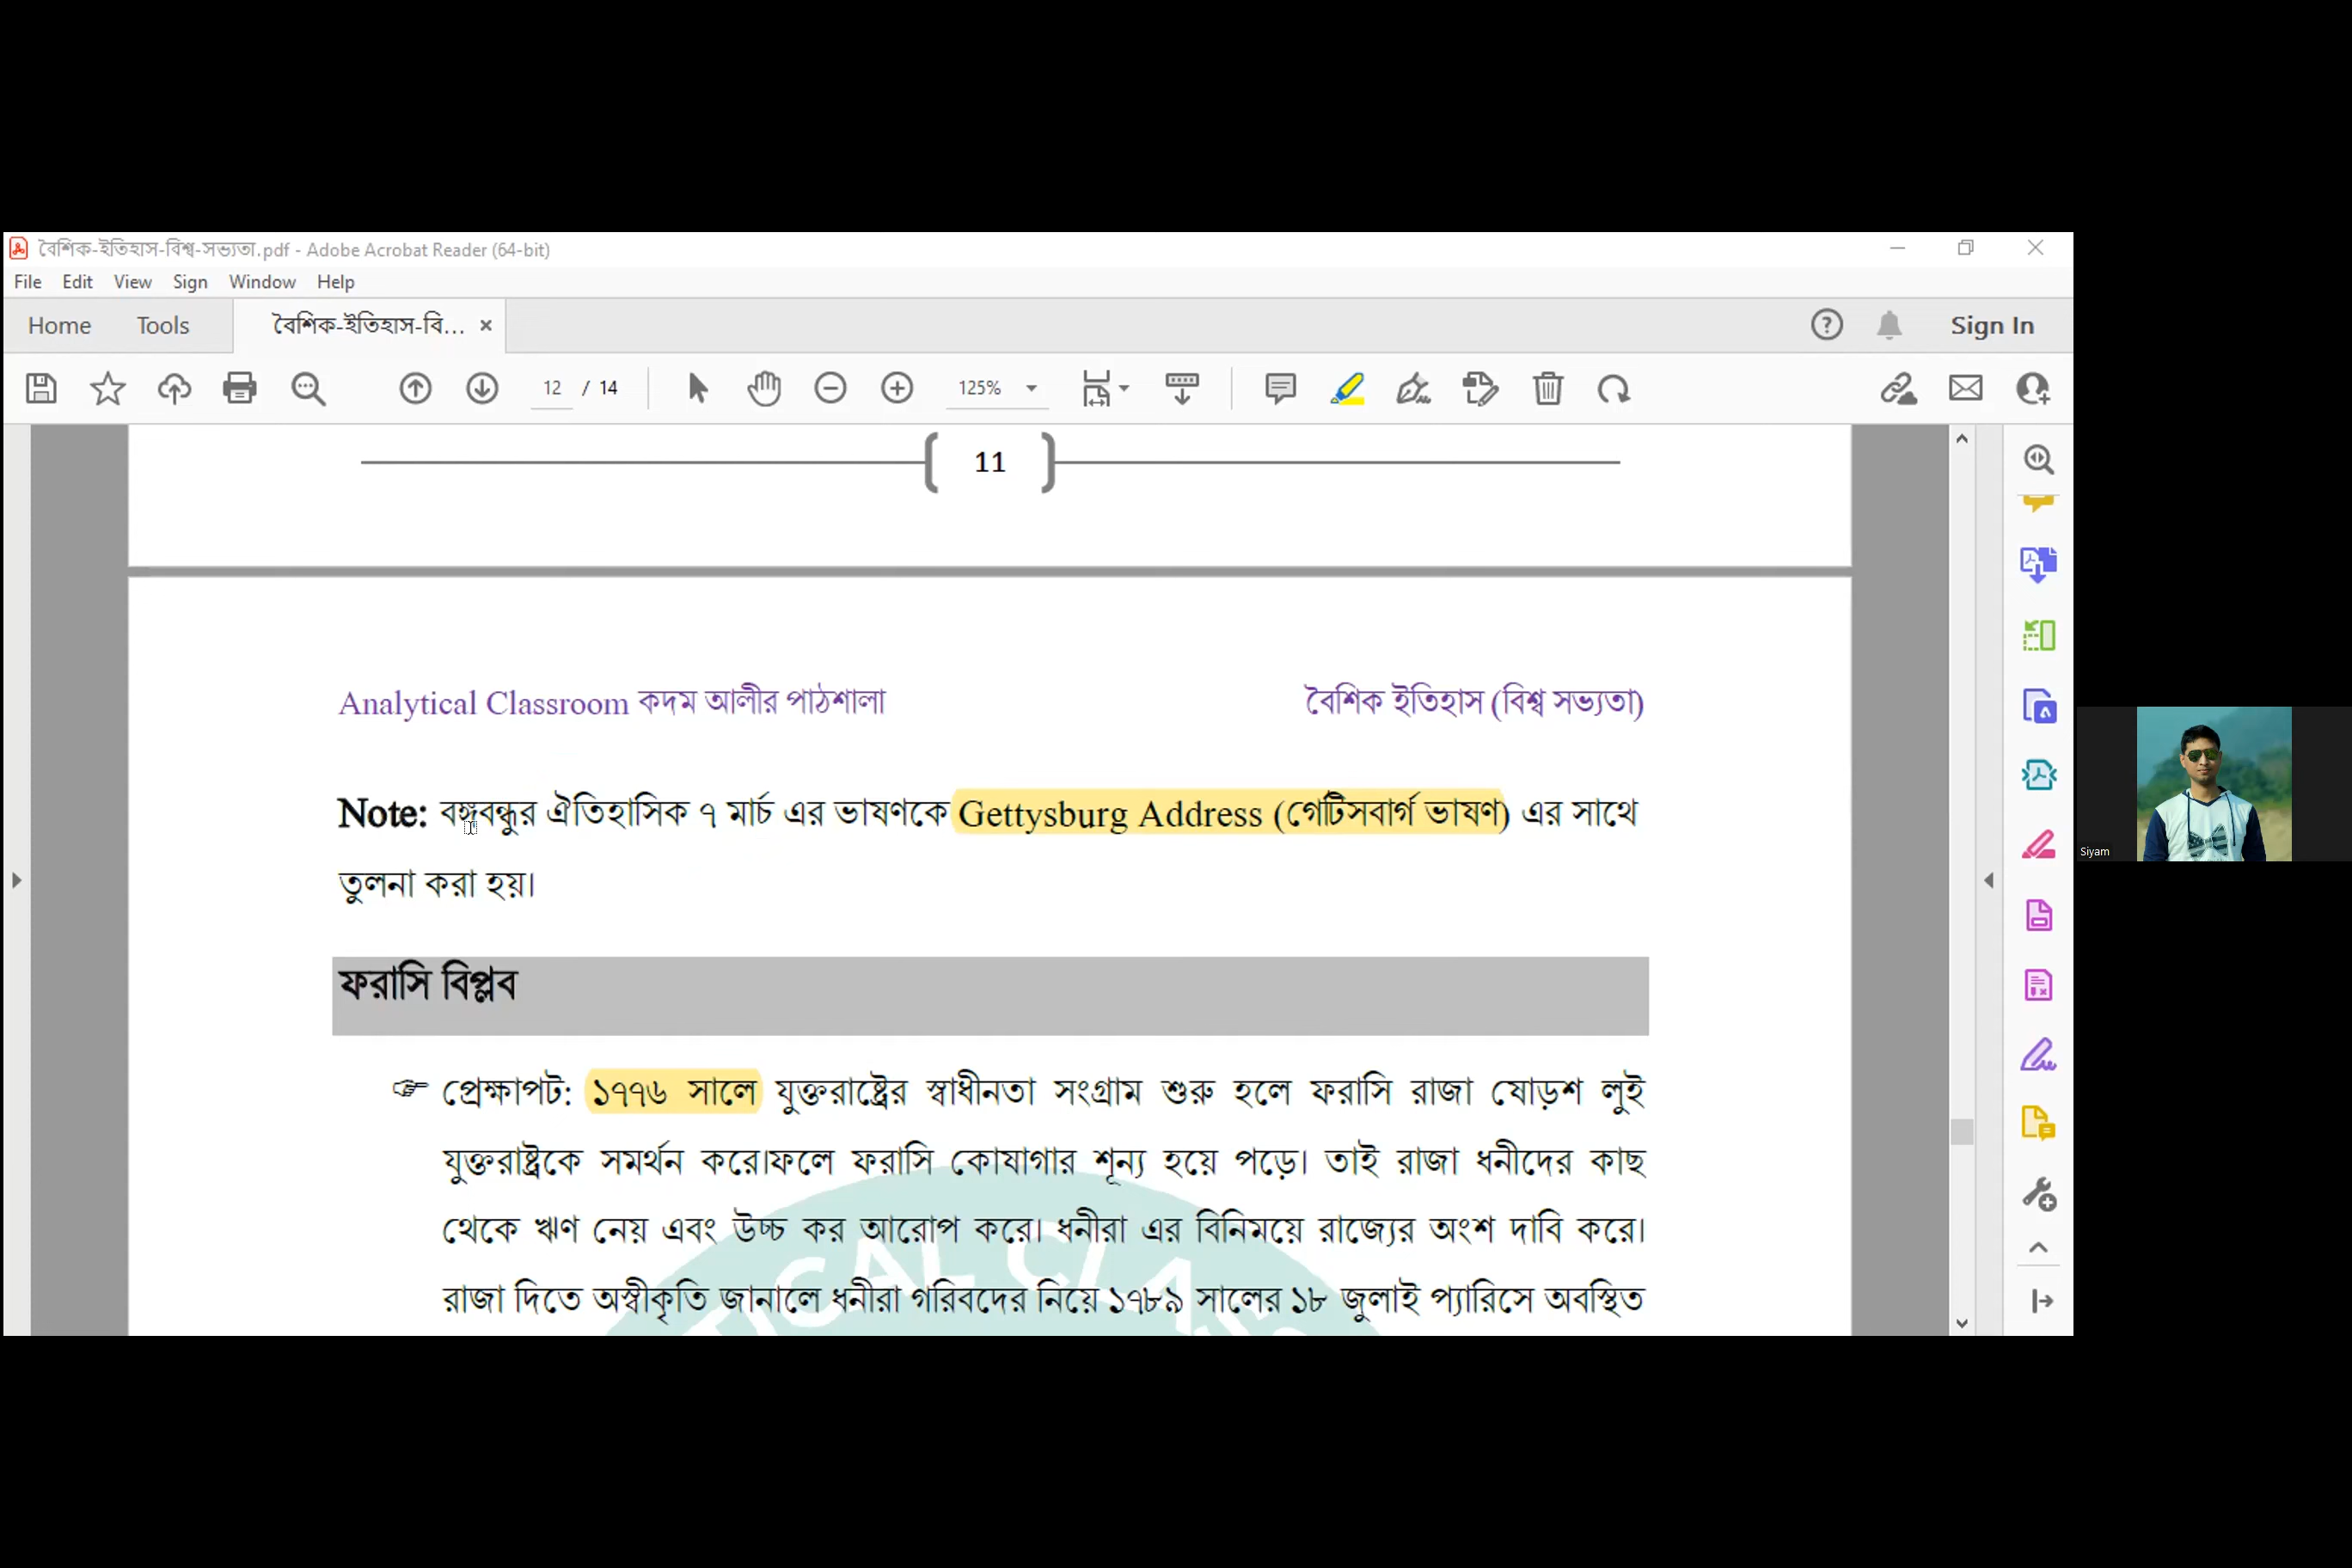 বৈশিক-ইতিহাস-বিশ্ব-সভ্যতা.pdf - Adobe Acrobat Reader (64-bit)
File Edit View Sign Window Help
Home Tools বৈশিক-ইতিহাস-বি... × Sign In
12 / 14 125%
11
Analytical Classroom কদম আলীর পাঠশালা বৈশিক ইতিহাস (বিশ্ব সভ্যতা)
Note: বঙ্গবন্ধুর ঐতিহাসিক ৭ মার্চ এর ভাষণকে Gettysburg Address (গেটিসবার্গ ভাষণ) এর সাথে
তুলনা করা হয়।
ফরাসি বিপ্লব
☞ প্রেক্ষাপট: ১৭৭৬ সালে যুক্তরাষ্ট্রের স্বাধীনতা সংগ্রাম শুরু হলে ফরাসি রাজা ষোড়শ লুই
যুক্তরাষ্ট্রকে সমর্থন করে।ফলে ফরাসি কোষাগার শূন্য হয়ে পড়ে। তাই রাজা ধনীদের কাছ
থেকে ঋণ নেয় এবং উচ্চ কর আরোপ করে। ধনীরা এর বিনিময়ে রাজ্যের অংশ দাবি করে।
রাজা দিতে অস্বীকৃতি জানালে ধনীরা গরিবদের নিয়ে ১৭৮৯ সালের ১৮ জুলাই প্যারিসে অবস্থিত
Siyam